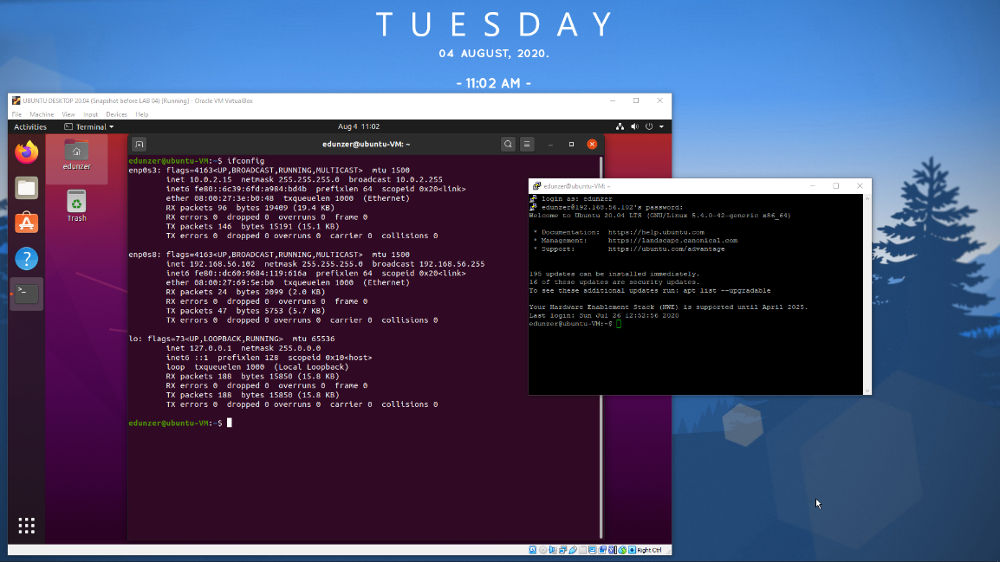 TUESDAY
04 AUGUST, 2020.
- 11:02 AM -
UBUNTU DESKTOP 20.04 (Snapshot before LAB 04) [Running] - Oracle VM VirtualBox
File Machine View Input Devices Help
Activities Terminal Aug 4 11:02
edunzer@ubuntu-VM: ~
edunzer
Trash
edunzer@ubuntu-VM:~$ ifconfig
enp0s3: flags=4163<UP,BROADCAST,RUNNING,MULTICAST> mtu 1500
inet 10.0.2.15 netmask 255.255.255.0 broadcast 10.0.2.255
inet6 fe80::6c39:6fd:a984:bd4b prefixlen 64 scopeid 0x20<link>
ether 08:00:27:3e:b0:48 txqueuelen 1000 (Ethernet)
RX packets 96 bytes 19409 (19.4 KB)
RX errors 0 dropped 0 overruns 0 frame 0
TX packets 146 bytes 15191 (15.1 KB)
TX errors 0 dropped 0 overruns 0 carrier 0 collisions 0
enp0s8: flags=4163<UP,BROADCAST,RUNNING,MULTICAST> mtu 1500
inet 192.168.56.102 netmask 255.255.255.0 broadcast 192.168.56.255
inet6 fe80::dc60:9684:119:616a prefixlen 64 scopeid 0x20<link>
ether 08:00:27:69:5e:b0 txqueuelen 1000 (Ethernet)
RX packets 24 bytes 2099 (2.0 KB)
RX errors 0 dropped 0 overruns 0 frame 0
TX packets 47 bytes 5753 (5.7 KB)
TX errors 0 dropped 0 overruns 0 carrier 0 collisions 0
lo: flags=73<UP,LOOPBACK,RUNNING> mtu 65536
inet 127.0.0.1 netmask 255.0.0.0
inet6 ::1 prefixlen 128 scopeid 0x10<host>
loop txqueuelen 1000 (Local Loopback)
RX packets 188 bytes 15850 (15.8 KB)
RX errors 0 dropped 0 overruns 0 frame 0
TX packets 188 bytes 15850 (15.8 KB)
TX errors 0 dropped 0 overruns 0 carrier 0 collisions 0
edunzer@ubuntu-VM:~$
Right Ctrl
edunzer@ubuntu-VM: ~
login as: edunzer
edunzer@192.168.56.102's password:
Welcome to Ubuntu 20.04 LTS (GNU/Linux 5.4.0-42-generic x86_64)
* Documentation: https://help.ubuntu.com
* Management: https://landscape.canonical.com
* Support: https://ubuntu.com/advantage
195 updates can be installed immediately.
16 of these updates are security updates.
To see these additional updates run: apt list --upgradable
Your Hardware Enablement Stack (HWE) is supported until April 2025.
Last login: Sun Jul 26 12:52:56 2020
edunzer@ubuntu-VM:~$